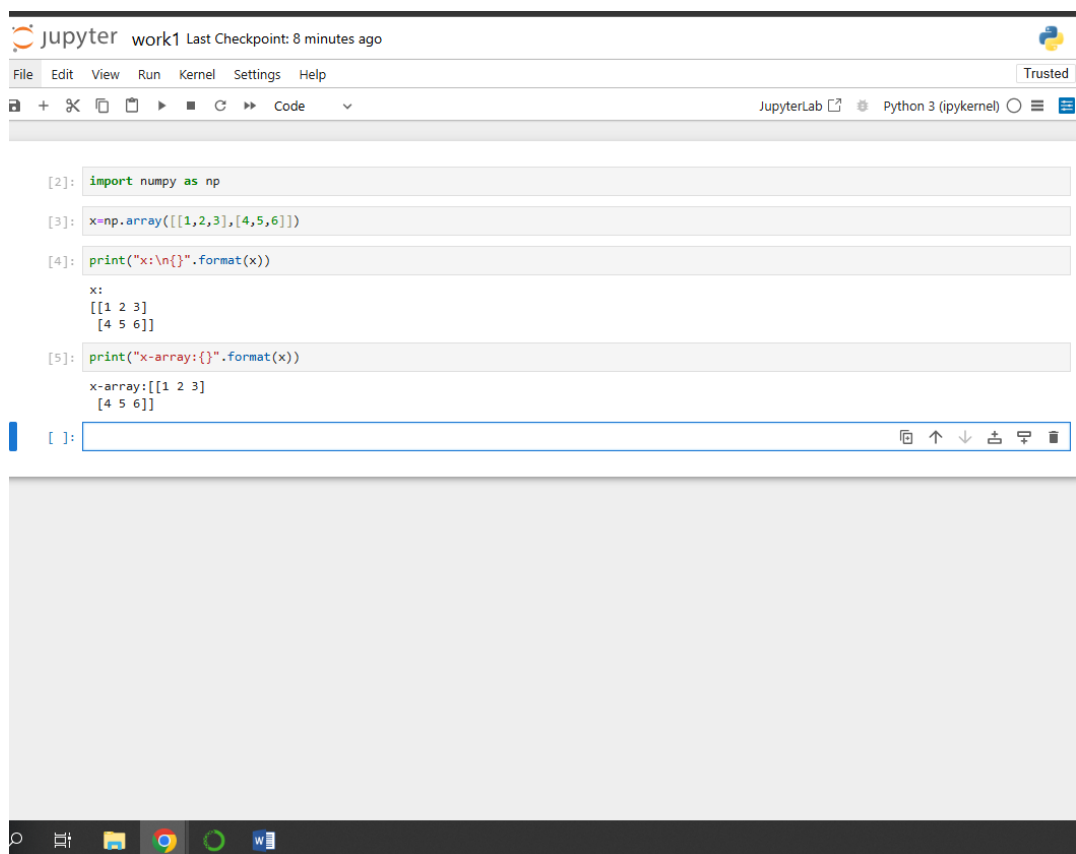 jupyter work1 Last Checkpoint: 8 minutes ago
File Edit View Run Kernel Settings Help Trusted
Code JupyterLab Python 3 (ipykernel)
[2]: import numpy as np
[3]: x=np.array([[1,2,3],[4,5,6]])
[4]: print("x:\n{}".format(x))
x:
[[1 2 3]
 [4 5 6]]
[5]: print("x-array:{}".format(x))
x-array:[[1 2 3]
 [4 5 6]]
[ ]:
W